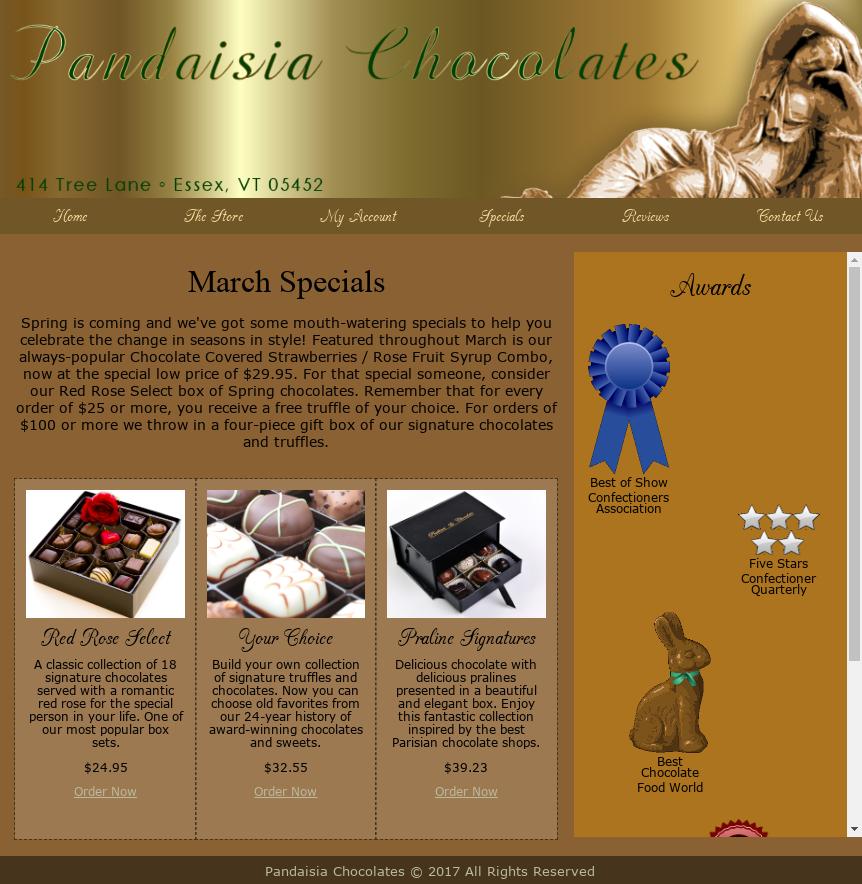 Pandaisia Chocolates
414 Tree Lane ◦ Essex, VT 05452
Home
The Store
My Account
Specials
Reviews
Contact Us
March Specials
Spring is coming and we've got some mouth-watering specials to help you
celebrate the change in seasons in style! Featured throughout March is our
always-popular Chocolate Covered Strawberries / Rose Fruit Syrup Combo,
now at the special low price of $29.95. For that special someone, consider
our Red Rose Select box of Spring chocolates. Remember that for every
order of $25 or more, you receive a free truffle of your choice. For orders of
$100 or more we throw in a four-piece gift box of our signature chocolates
and truffles.
Red Rose Select
A classic collection of 18
signature chocolates
served with a romantic
red rose for the special
person in your life. One of
our most popular box
sets.
$24.95
Order Now
Your Choice
Build your own collection
of signature truffles and
chocolates. Now you can
choose old favorites from
our 24-year history of
award-winning chocolates
and sweets.
$32.55
Order Now
Praline Signatures
Delicious chocolate with
delicious pralines
presented in a beautiful
and elegant box. Enjoy
this fantastic collection
inspired by the best
Parisian chocolate shops.
$39.23
Order Now
Awards
Best of Show
Confectioners
Association
Five Stars
Confectioner
Quarterly
Best
Chocolate
Food World
Pandaisia Chocolates © 2017 All Rights Reserved